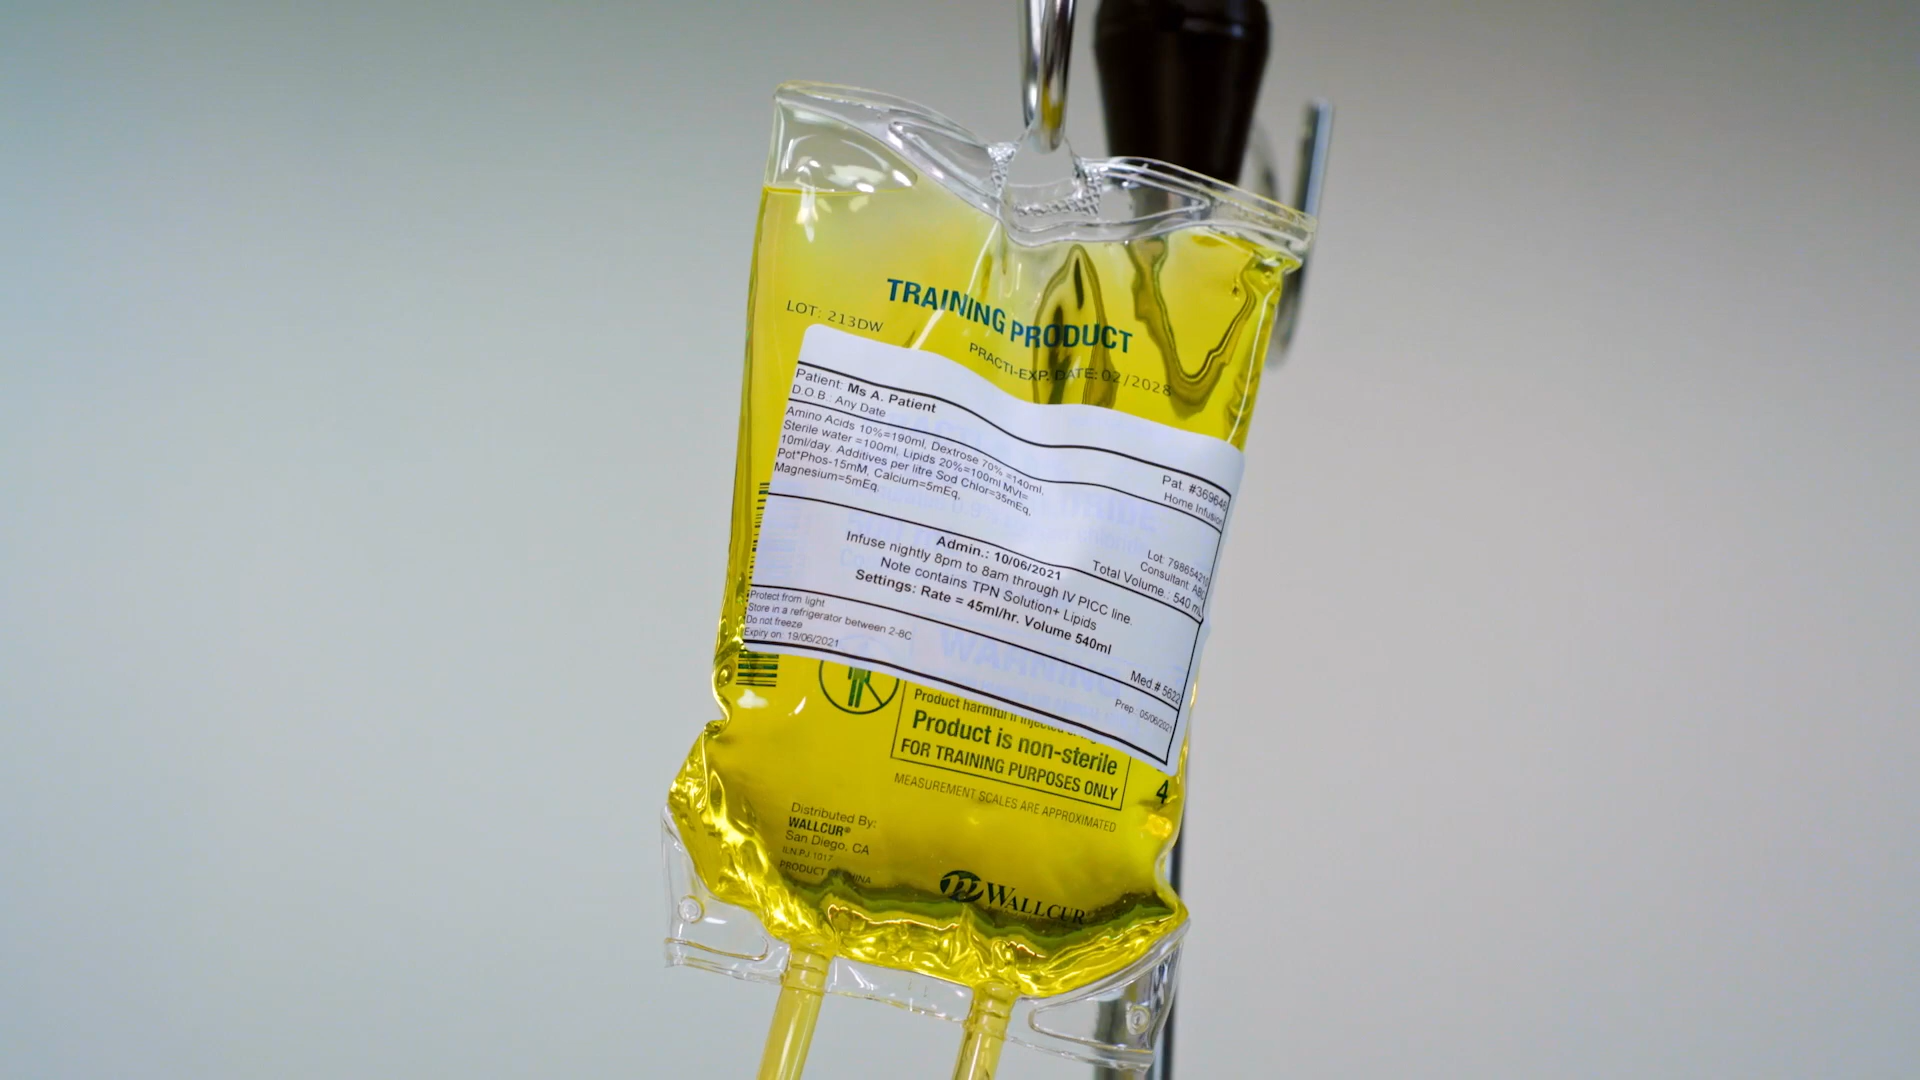 TRAINING PRODUCT
LOT: 213DW
PRACTI-EXP. DATE: 02/2028
Patient: Ms A. Patient
D.O.B.: Any Date
Pat. #369648
Home Infusion
Amino Acids 10%=190ml, Dextrose 70% =140ml,
Sterile water =100ml, Lipids 20%=100ml MVI=
10ml/day. Additives per litre Sod Chlor=35mEq,
Pot*Phos-15mM, Calcium=5mEq,
Magnesium=5mEq.
Lot: 798654210
Consultant. ABC
Total Volume.: 540 mL
Admin.: 10/06/2021
Infuse nightly 8pm to 8am through IV PICC line.
Note contains TPN Solution+ Lipids
Settings: Rate = 45ml/hr. Volume 540ml
Protect from light
Store in a refrigerator between 2-8C
Do not freeze
Expiry on: 19/06/2021
Med.# 5622
Prep.: 05/06/2021
WARNING
Product harmful if injected
Product is non-sterile
FOR TRAINING PURPOSES ONLY
4
MEASUREMENT SCALES ARE APPROXIMATED
Distributed By:
WALLCUR®
San Diego, CA
PRODUCT CHINA
WALLCUR